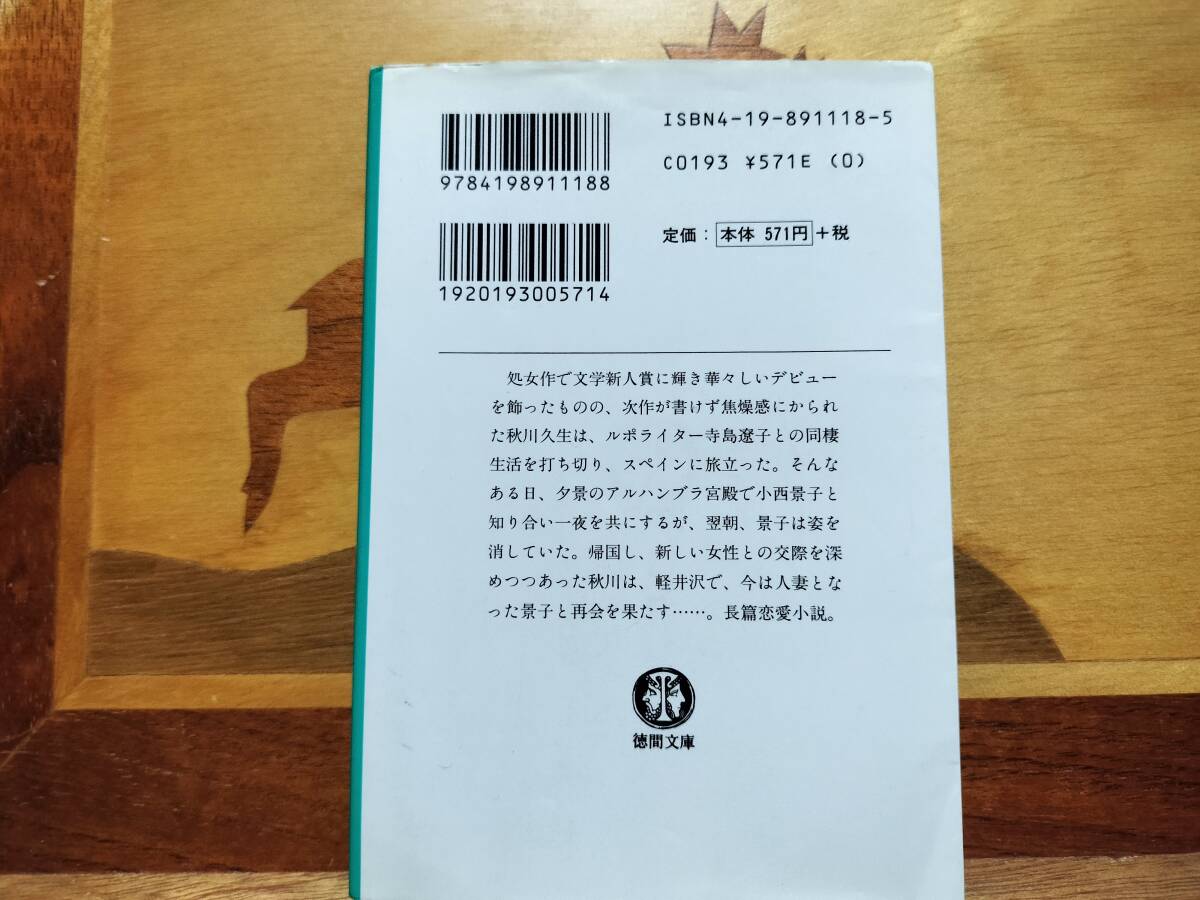 ISBN4-19-891118-5
C0193 ¥571E (0)
9784198911188
定価：本体 571円+税
1920193005714
処女作で文学新人賞に輝き華々しいデビュー
を飾ったものの、次作が書けず焦燥感にかられ
た秋川久生は、ルポライター寺島遼子との同棲
生活を打ち切り、スペインに旅立った。そんな
ある日、夕景のアルハンブラ宮殿で小西景子と
知り合い一夜を共にするが、翌朝、景子は姿を
消していた。帰国し、新しい女性との交際を深
めつつあった秋川は、軽井沢で、今は人妻とな
った景子と再会を果たす……。長篇恋愛小説。
徳間文庫